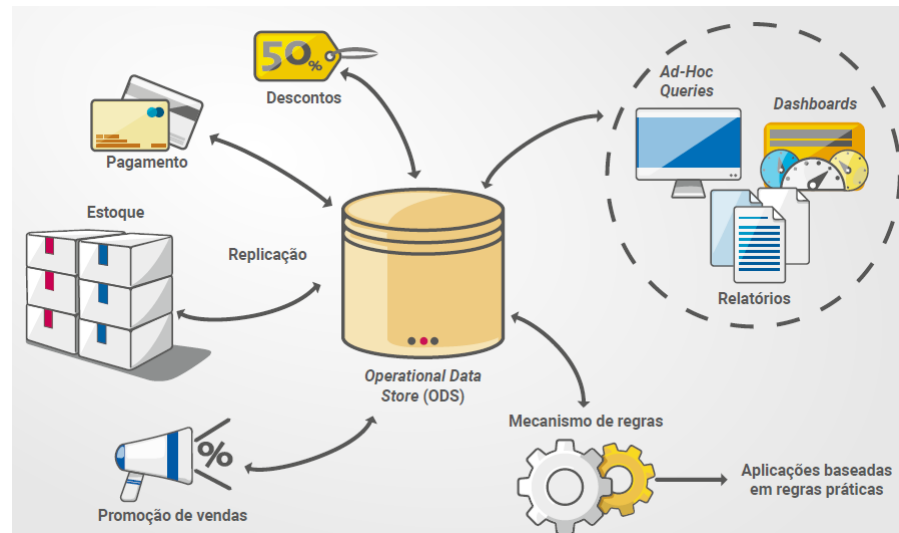 50%
Descontos
Pagamento
Estoque
Replicação
Ad-Hoc
Queries
Dashboards
Relatórios
Operational Data
Store (ODS)
Mecanismo de regras
Aplicações baseadas
em regras práticas
%
Promoção de vendas